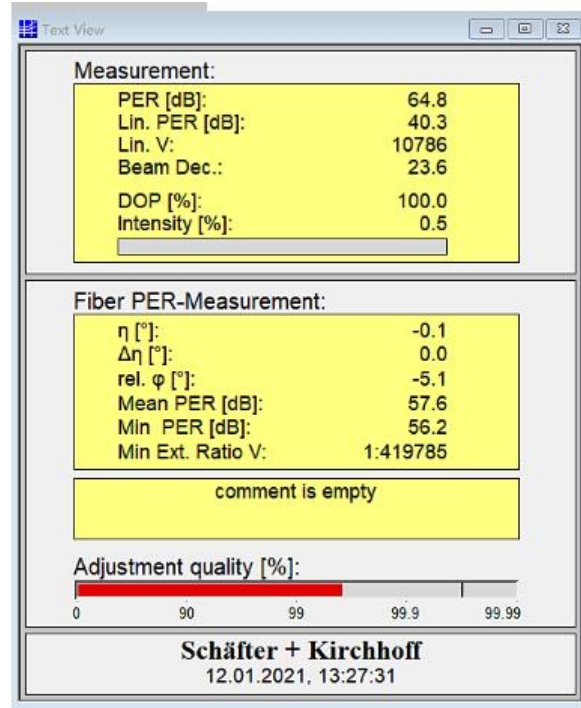 Text View
Measurement:
PER [dB]: 64.8
Lin. PER [dB]: 40.3
Lin. V: 10786
Beam Dec.: 23.6
DOP [%]: 100.0
Intensity [%]: 0.5
Fiber PER-Measurement:
η [°]: -0.1
Δη [°]: 0.0
rel. φ [°]: -5.1
Mean PER [dB]: 57.6
Min PER [dB]: 56.2
Min Ext. Ratio V: 1:419785
comment is empty
Adjustment quality [%]:
0 90 99 99.9 99.99
Schäfter + Kirchhoff
12.01.2021, 13:27:31